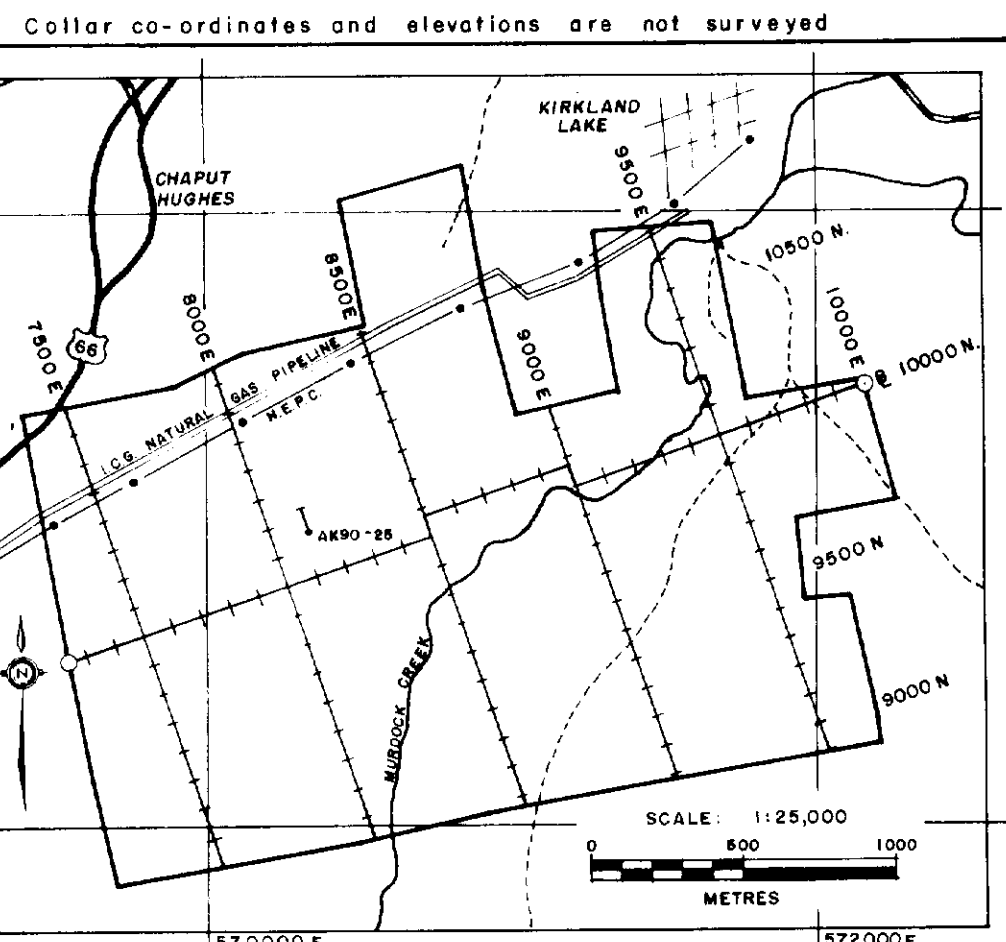 Collar co-ordinates and elevations are not surveyed
KIRKLAND
LAKE
CHAPUT
HUGHES
9500 E
10500 N.
8500 E
8000 E
7500 E
66
9000 E
10000 E
10000 N.
I.C.G. NATURAL GAS PIPELINE
N.E.P.C.
AK90-25
9500 N
N
MURDOCK CREEK
9000 N
SCALE: 1:25,000
0 500 1000
METRES
570000E 572000E